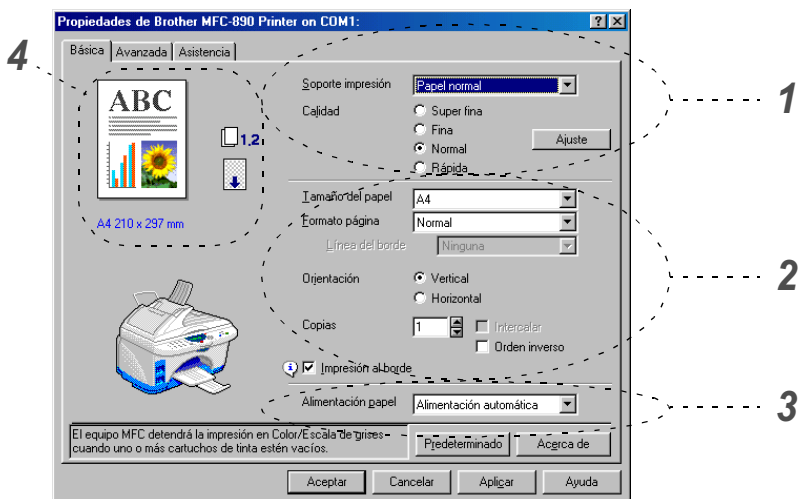 Propiedades de Brother MFC-890 Printer on COM1:
Básica Avanzada Asistencia
4
ABC
1.2
A4 210 x 297 mm
Soporte impresión Papel normal
Calidad Super fina
Fina
Normal
Rápida
Ajuste
1
Tamaño del papel A4
Formato página Normal
Línea del borde Ninguna
Orientación Vertical
Horizontal
Copias 1 Intercalar
Orden inverso
Impresión al borde
2
Alimentación papel Alimentación automática
3
El equipo MFC detendrá la impresión en Color/Escala de grises
cuando uno o más cartuchos de tinta estén vacíos.
Predeterminado Acerca de
Aceptar Cancelar Aplicar Ayuda